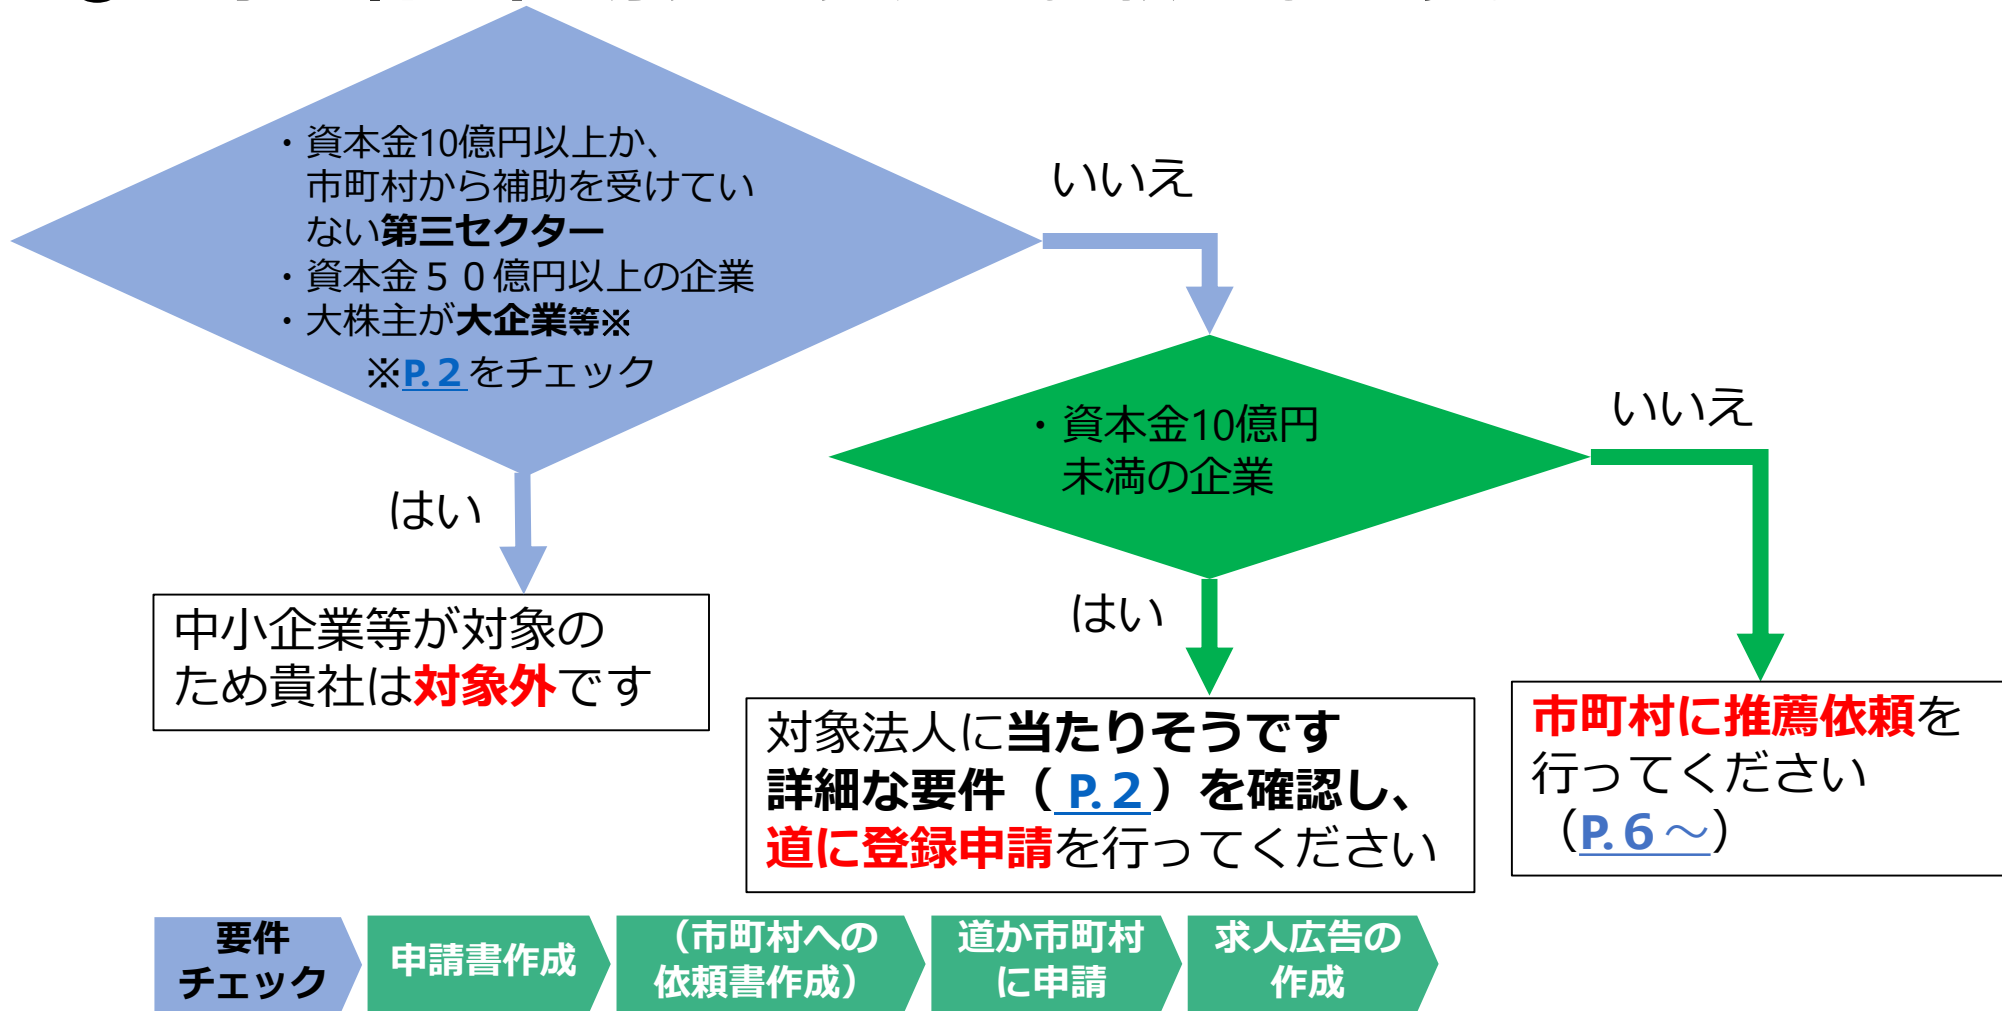 ・資本金10億円以上か、
市町村から補助を受けてい
ない第三セクター
・資本金５０億円以上の企業
・大株主が大企業等※
※P.２をチェック
いいえ
はい
中小企業等が対象の
ため貴社は対象外です
・資本金10億円
未満の企業
いいえ
はい
対象法人に当たりそうです
詳細な要件（ P.２）を確認し、
道に登録申請を行ってください
市町村に推薦依頼を
行ってください
（P.６～）
要件
チェック
申請書作成
（市町村への
依頼書作成）
道か市町村
に申請
求人広告の
作成